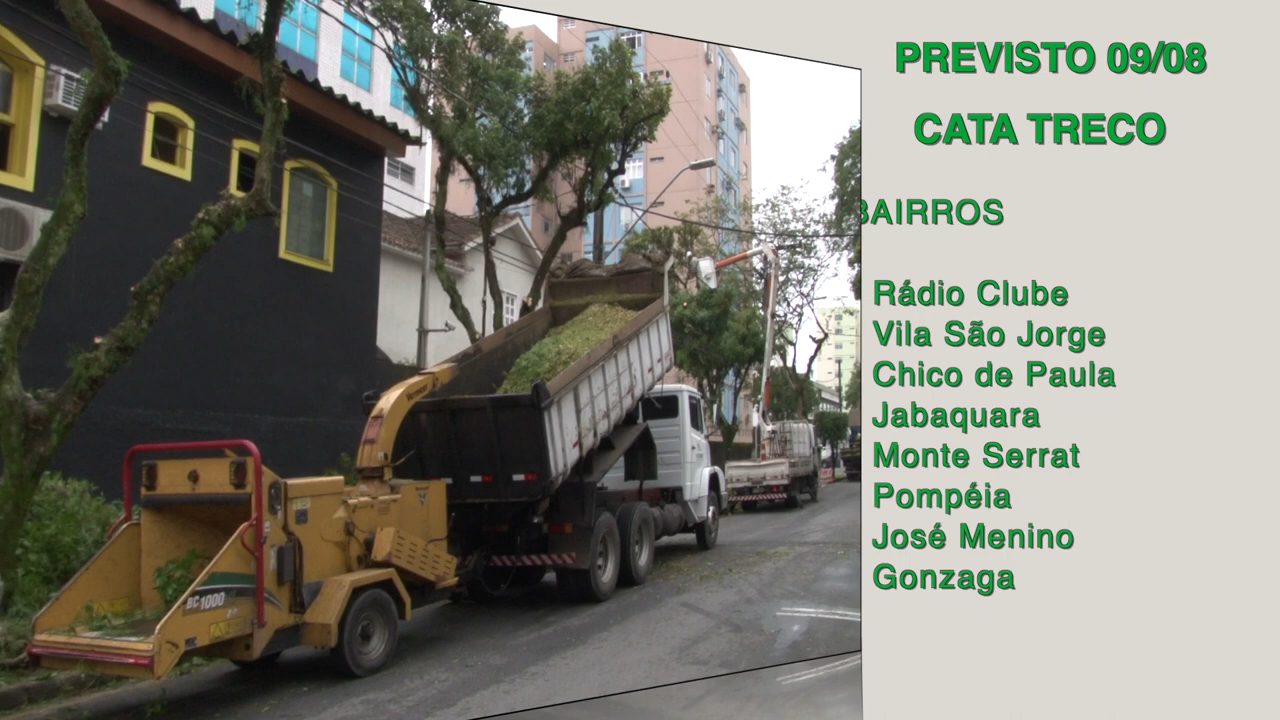 PREVISTO 09/08
CATA TRECO
BAIRROS
Rádio Clube
Vila São Jorge
Chico de Paula
Jabaquara
Monte Serrat
Pompéia
José Menino
Gonzaga
BC1000